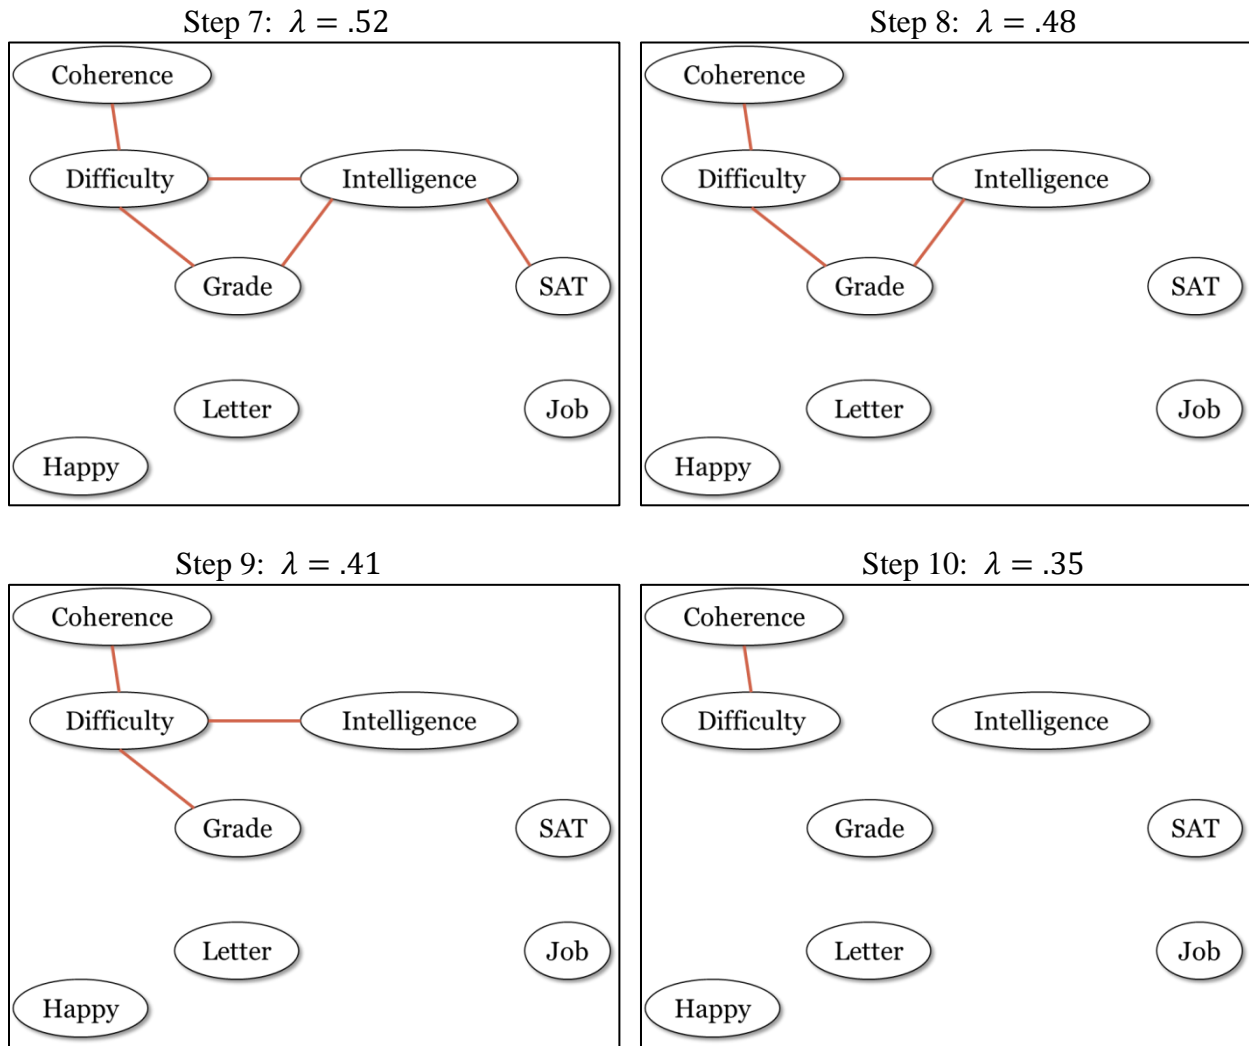 Step 7: λ = .52
Coherence
Difficulty
Intelligence
Grade
SAT
Letter
Job
Happy
Step 8: λ = .48
Coherence
Difficulty
Intelligence
Grade
SAT
Letter
Job
Happy
Step 9: λ = .41
Coherence
Difficulty
Intelligence
Grade
SAT
Letter
Job
Happy
Step 10: λ = .35
Coherence
Difficulty
Intelligence
Grade
SAT
Letter
Job
Happy